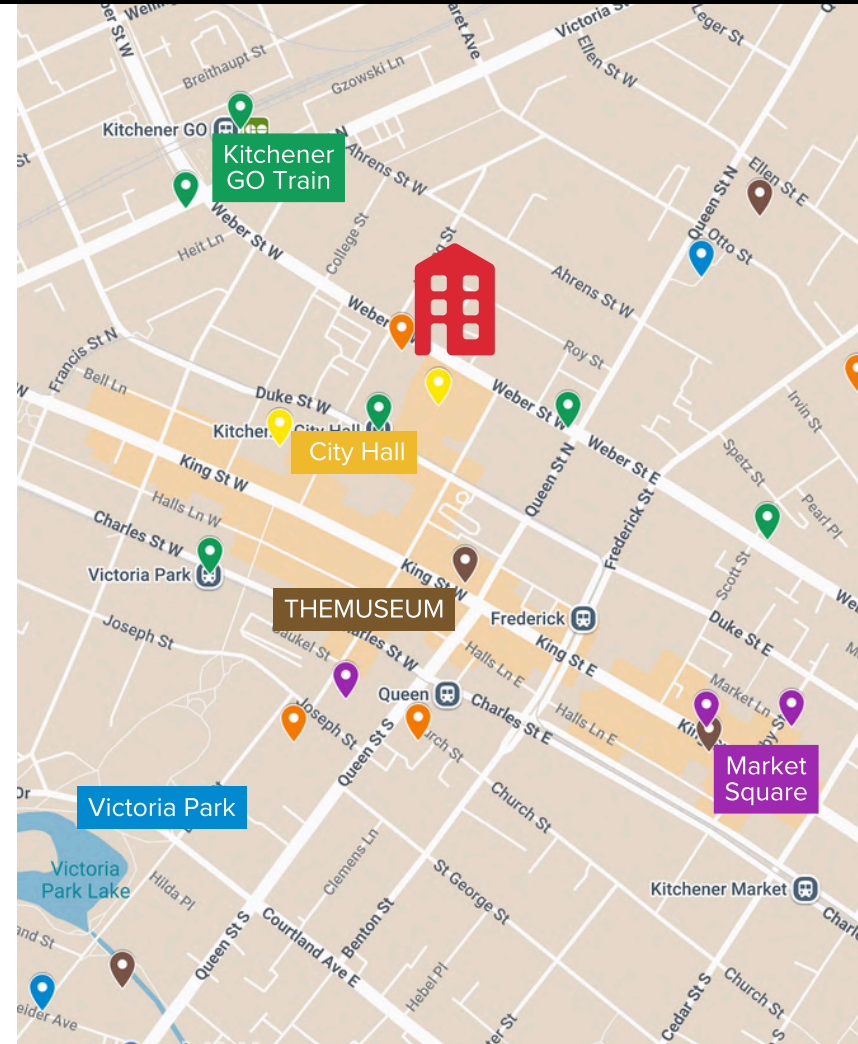 Leger St
Victoria S
Ellen St W
Breithaupt St
Gzowski Ln
Kitchener GO
Kitchener
GO Train
Ahrens St W
Queen St N
Ellen St E
Otto St
Weber St W
Heit Ln
College St
Ahrens St W
Weber
Francis St N
Bell Ln
Roy St
Duke St W
Weber St W
Irvin St
City Hall
City Hall
King St W
Queen St N
Weber St E
Spetz St
Halls Ln W
Pearl Pl
Charles St W
Frederick St
Victoria Park
King St W
Scott St
THEMUSEUM
Frederick
Duke St E
Joseph St
King St E
Halls Ln E
Charles St W
Market Ln
Queen
Charles St E
Halls Ln E
Joseph St
Queen St S
Market
Square
Victoria Park
Church St
Victoria
Park Lake
Clemens Ln
St George St
Kitchener Market
Hilda Pl
Benton St
Courtland Ave E
Queen St S
Hebel Pl
Church St
Cedar St S